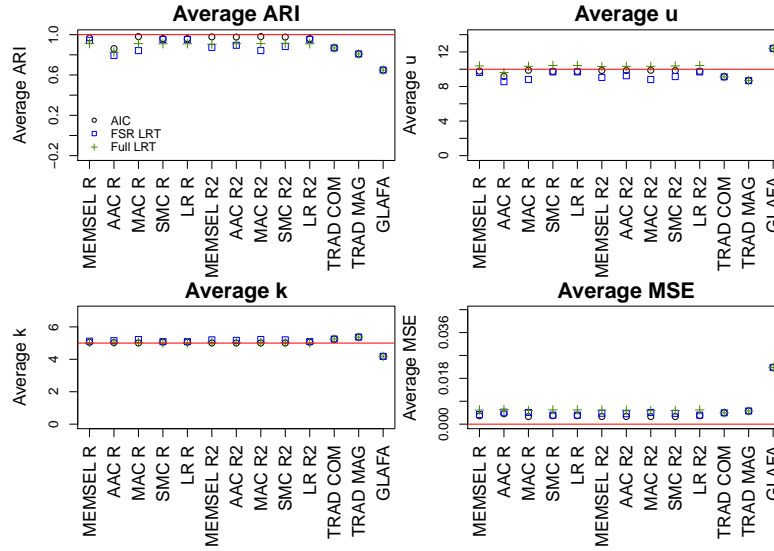 Average ARI
Average ARI
1.0
0.6
0.2
−0.2
AIC
FSR LRT
Full LRT
MEMSEL R
AAC R
MAC R
SMC R
LR R
MEMSEL R2
AAC R2
MAC R2
SMC R2
LR R2
TRAD COM
TRAD MAG
GLAFA
Average u
Average u
12
8
4
0
MEMSEL R
AAC R
MAC R
SMC R
LR R
MEMSEL R2
AAC R2
MAC R2
SMC R2
LR R2
TRAD COM
TRAD MAG
GLAFA
Average k
Average k
6
4
2
0
MEMSEL R
AAC R
MAC R
SMC R
LR R
MEMSEL R2
AAC R2
MAC R2
SMC R2
LR R2
TRAD COM
TRAD MAG
GLAFA
Average MSE
Average MSE
0.036
0.018
0.000
MEMSEL R
AAC R
MAC R
SMC R
LR R
MEMSEL R2
AAC R2
MAC R2
SMC R2
LR R2
TRAD COM
TRAD MAG
GLAFA